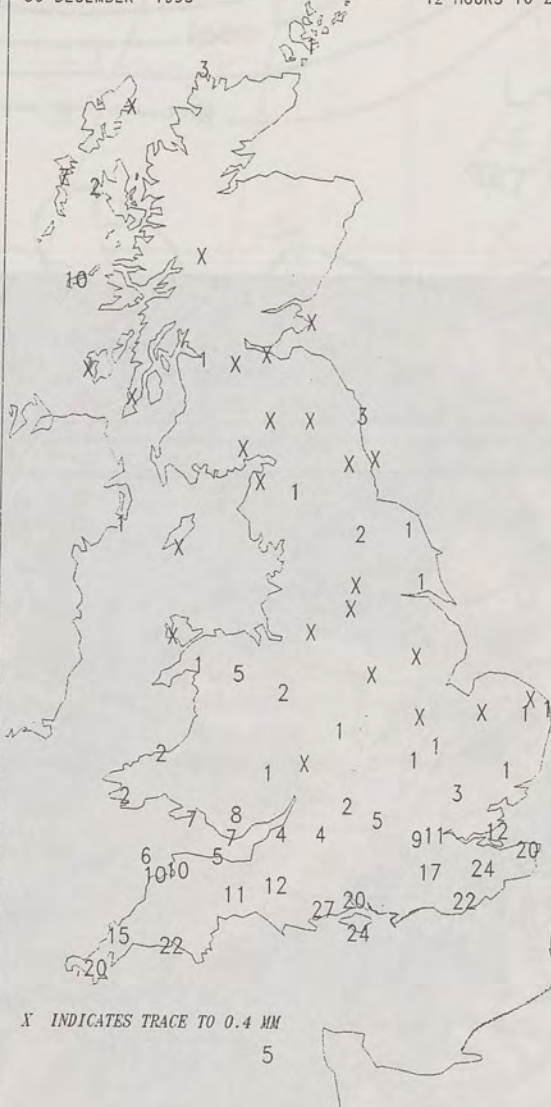 DECEMBER 12 HOURS TO
3
X
X 2
X
10
X
X 1 X X
X
X X 3
X X X
X 1
1 2 1
X
X 1
X
X X
1 5 X X
2
X
X X 1 1
1
2 1 1
1 X 1
2 2 3
7 8 5
7 4 4 9 11 12
6 5 20
10 10 17 24
11 12
27 20 22
15 24
22
20
X INDICATES TRACE TO 0.4 MM
5